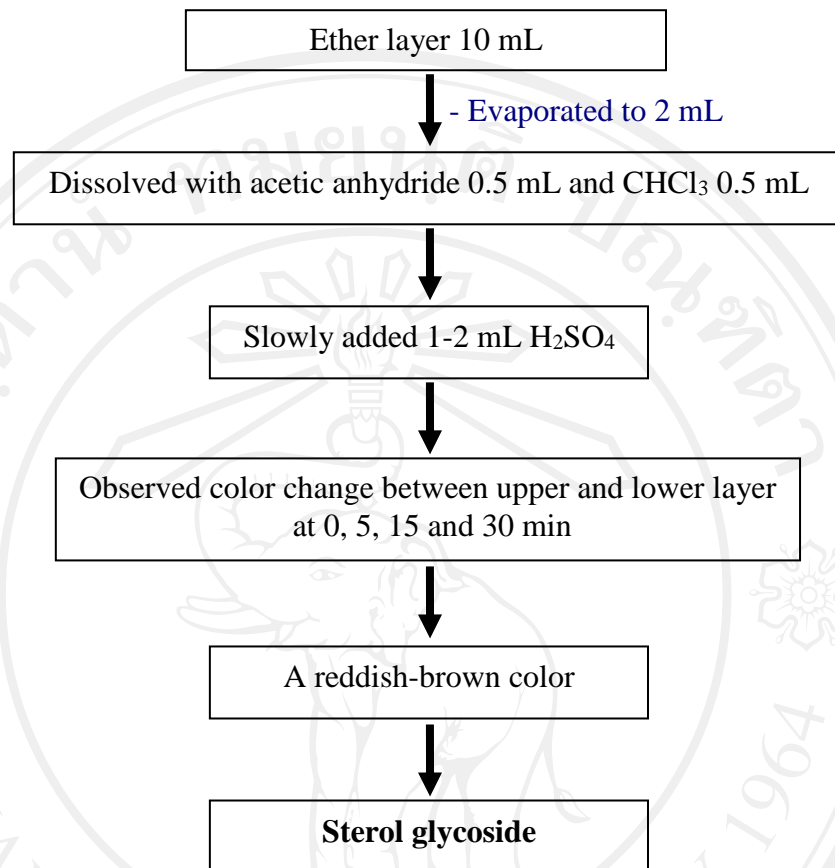 Ether layer 10 mL
- Evaporated to 2 mL
Dissolved with acetic anhydride 0.5 mL and CHCl₃ 0.5 mL
Slowly added 1-2 mL H₂SO₄
Observed color change between upper and lower layer
at 0, 5, 15 and 30 min
A reddish-brown color
Sterol glycoside
1964